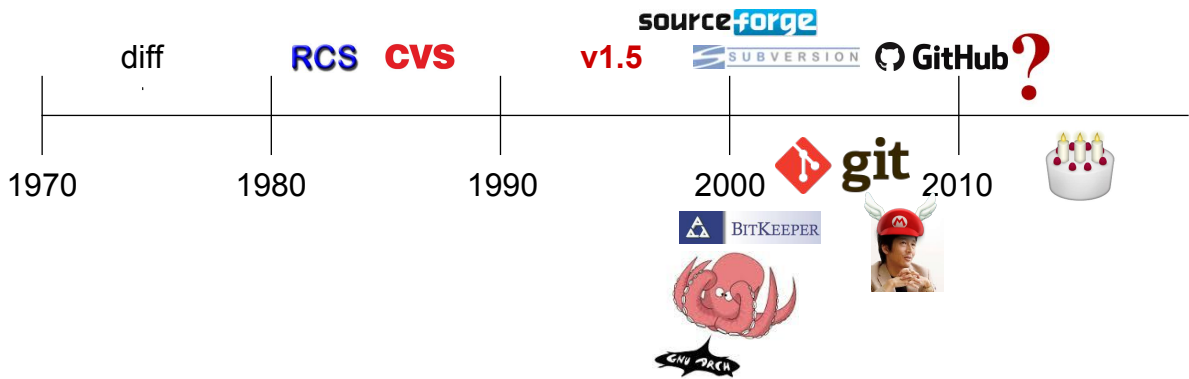 sourceforge
diff
RCS
CVS
v1.5
SUBVERSION
GitHub
?
1970
1980
1990
2000
git
2010
BITKEEPER
M
GNU ARCH